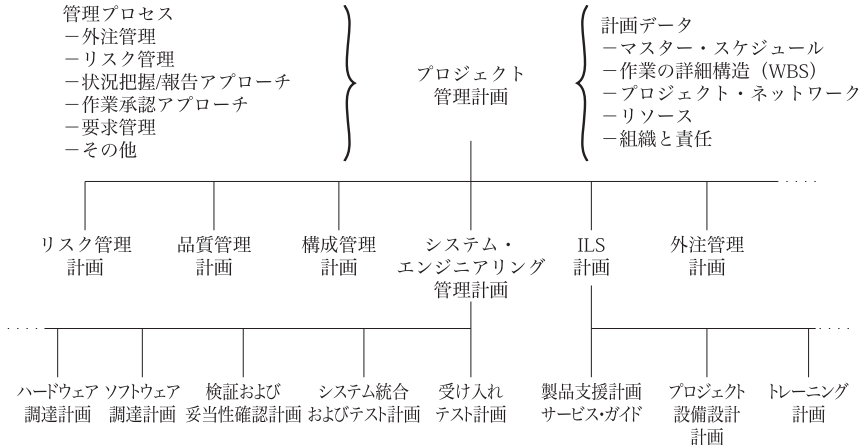 管理プロセス
－外注管理
－リスク管理
－状況把握/報告アプローチ
－作業承認アプローチ
－要求管理
－その他
プロジェクト
管理計画
計画データ
－マスター・スケジュール
－作業の詳細構造（WBS）
－プロジェクト・ネットワーク
－リソース
－組織と責任
リスク管理
計画
品質管理
計画
構成管理
計画
システム・
エンジニアリング
管理計画
ILS
計画
外注管理
計画
ハードウェア
調達計画
ソフトウェア
調達計画
検証および
妥当性確認計画
システム統合
およびテスト計画
受け入れ
テスト計画
製品支援計画
サービス・ガイド
プロジェクト
設備設計
計画
トレーニング
計画